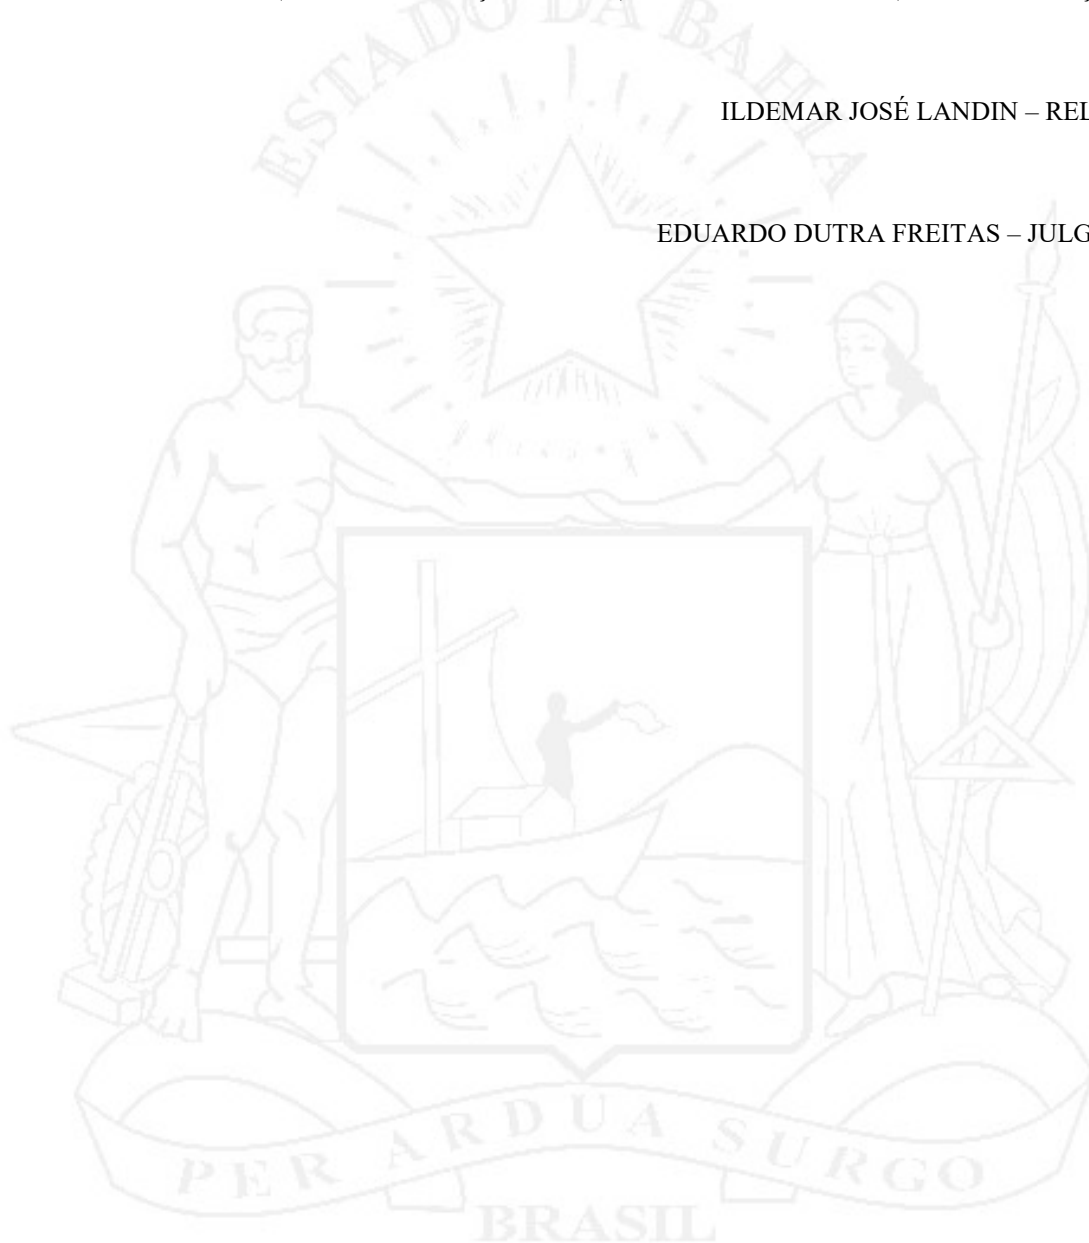 ESTADO DA BAHIA
ILDEMAR JOSÉ LANDIN – REL
EDUARDO DUTRA FREITAS – JULG
PER ARDUA SURGO
BRASIL